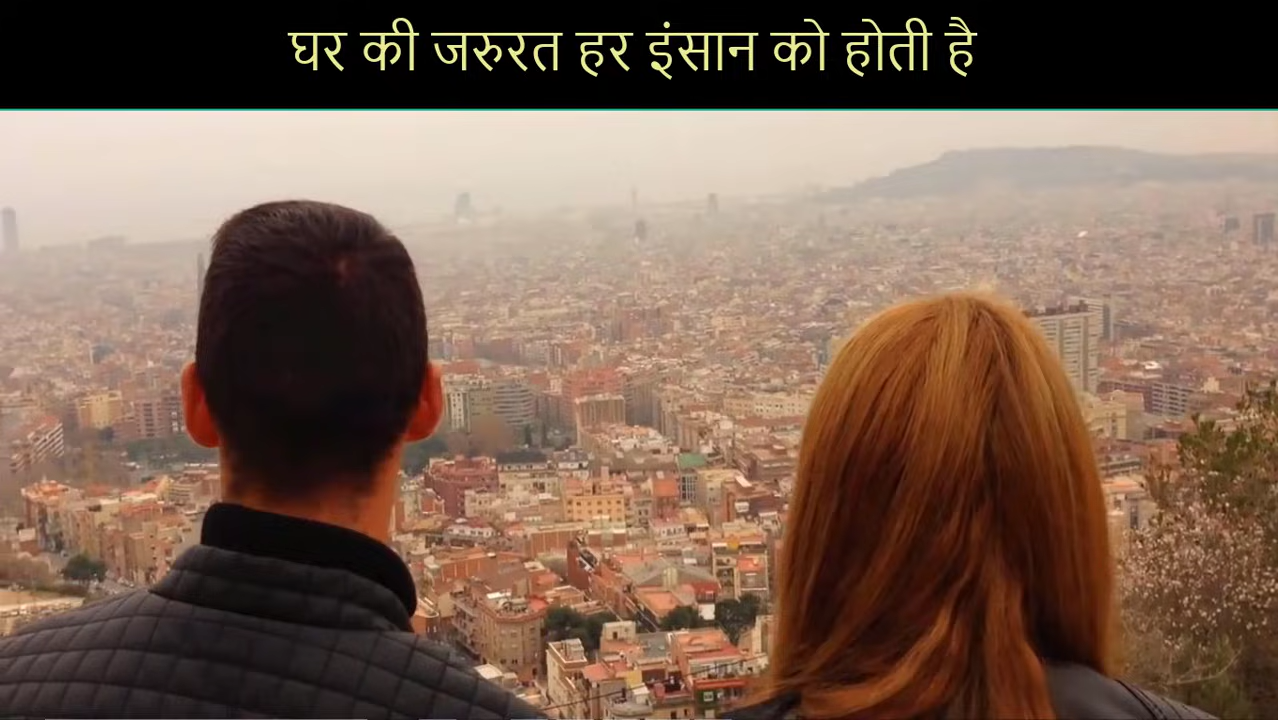 घर की जरुरत हर इंसान को होती है